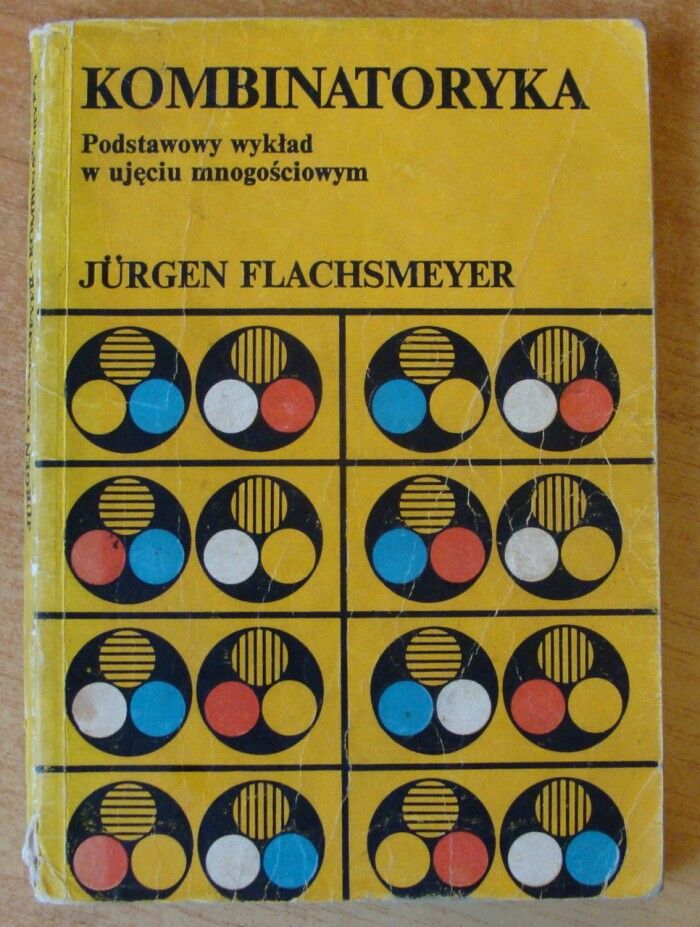 KOMBINATORYKA
Podstawowy wykład
w ujęciu mnogościowym
JÜRGEN FLACHSMEYER